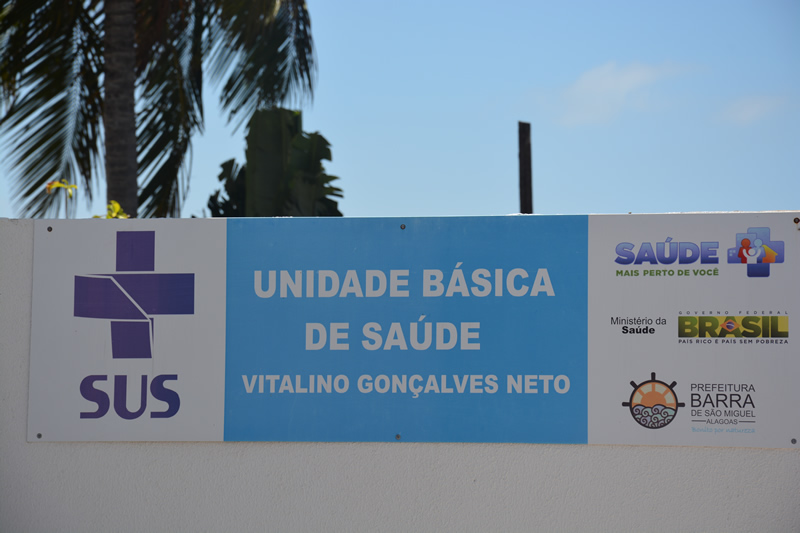 SUS
UNIDADE BÁSICA
DE SAÚDE
VITALINO GONÇALVES NETO
SAÚDE
MAIS PERTO DE VOCÊ
Ministério da
Saúde
GOVERNO FEDERAL
BRASIL
PAÍS RICO É PAÍS SEM POBREZA
PREFEITURA
BARRA
DE SÃO MIGUEL
ALAGOAS